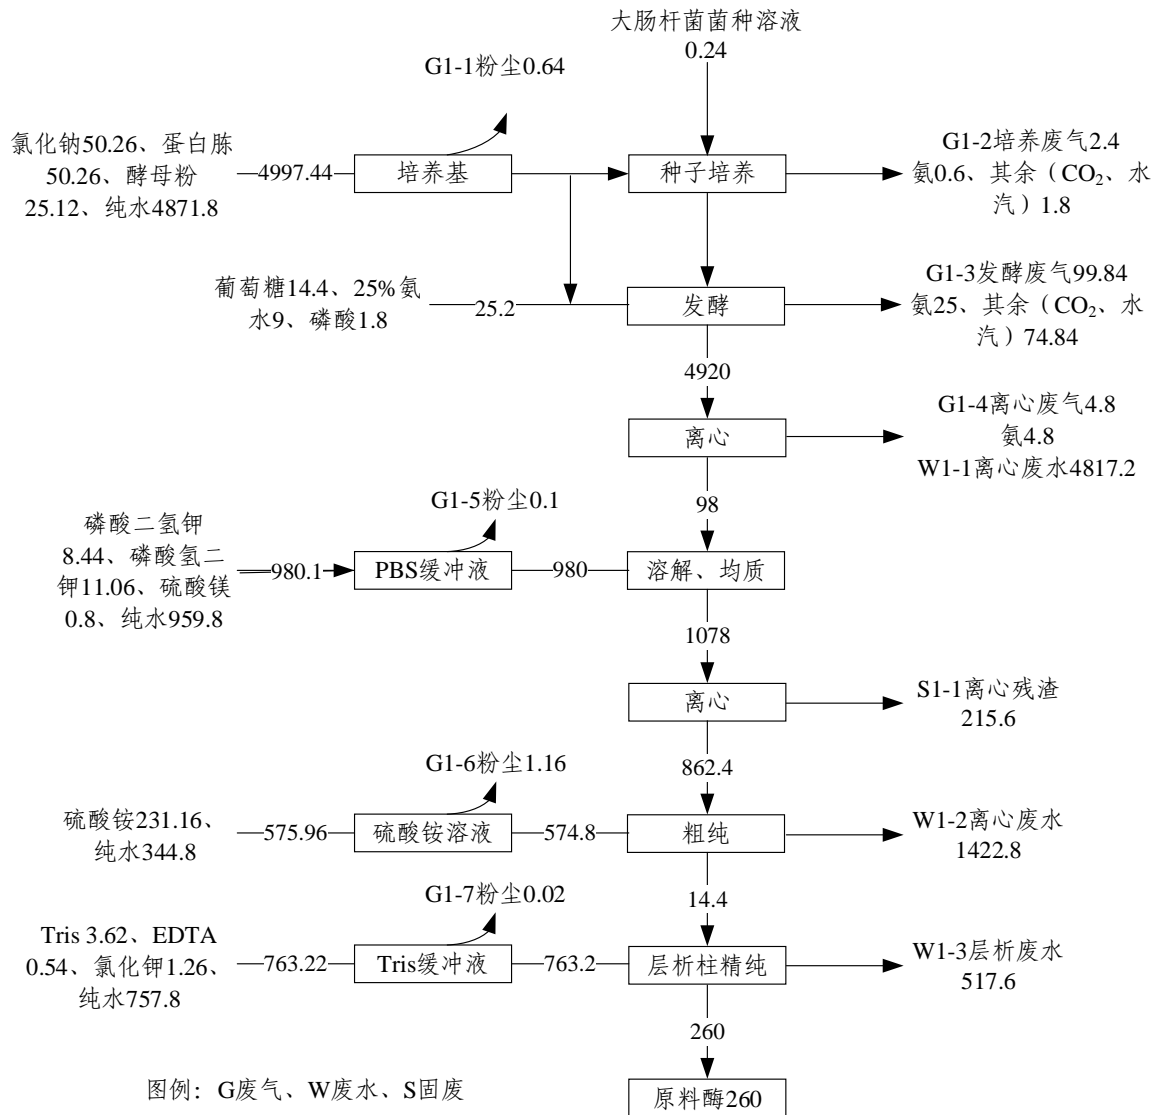 大肠杆菌菌种溶液
0.24
G1-1粉尘0.64
氯化钠50.26、蛋白胨
50.26、酵母粉
25.12、纯水4871.8
4997.44
培养基
种子培养
G1-2培养废气2.4
氨0.6、其余（CO₂、水
汽）1.8
葡萄糖14.4、25%氨
水9、磷酸1.8
25.2
发酵
G1-3发酵废气99.84
氨25、其余（CO₂、水
汽）74.84
4920
离心
G1-4离心废气4.8
氨4.8
W1-1离心废水4817.2
98
G1-5粉尘0.1
磷酸二氢钾
8.44、磷酸氢二
钾11.06、硫酸镁
0.8、纯水959.8
980.1
PBS缓冲液
980
溶解、均质
1078
离心
S1-1离心残渣
215.6
862.4
G1-6粉尘1.16
硫酸铵231.16、
纯水344.8
575.96
硫酸铵溶液
574.8
粗纯
W1-2离心废水
1422.8
14.4
G1-7粉尘0.02
Tris 3.62、EDTA
0.54、氯化钾1.26、
纯水757.8
763.22
Tris缓冲液
763.2
层析柱精纯
W1-3层析废水
517.6
260
原料酶260
图例：G废气、W废水、S固废